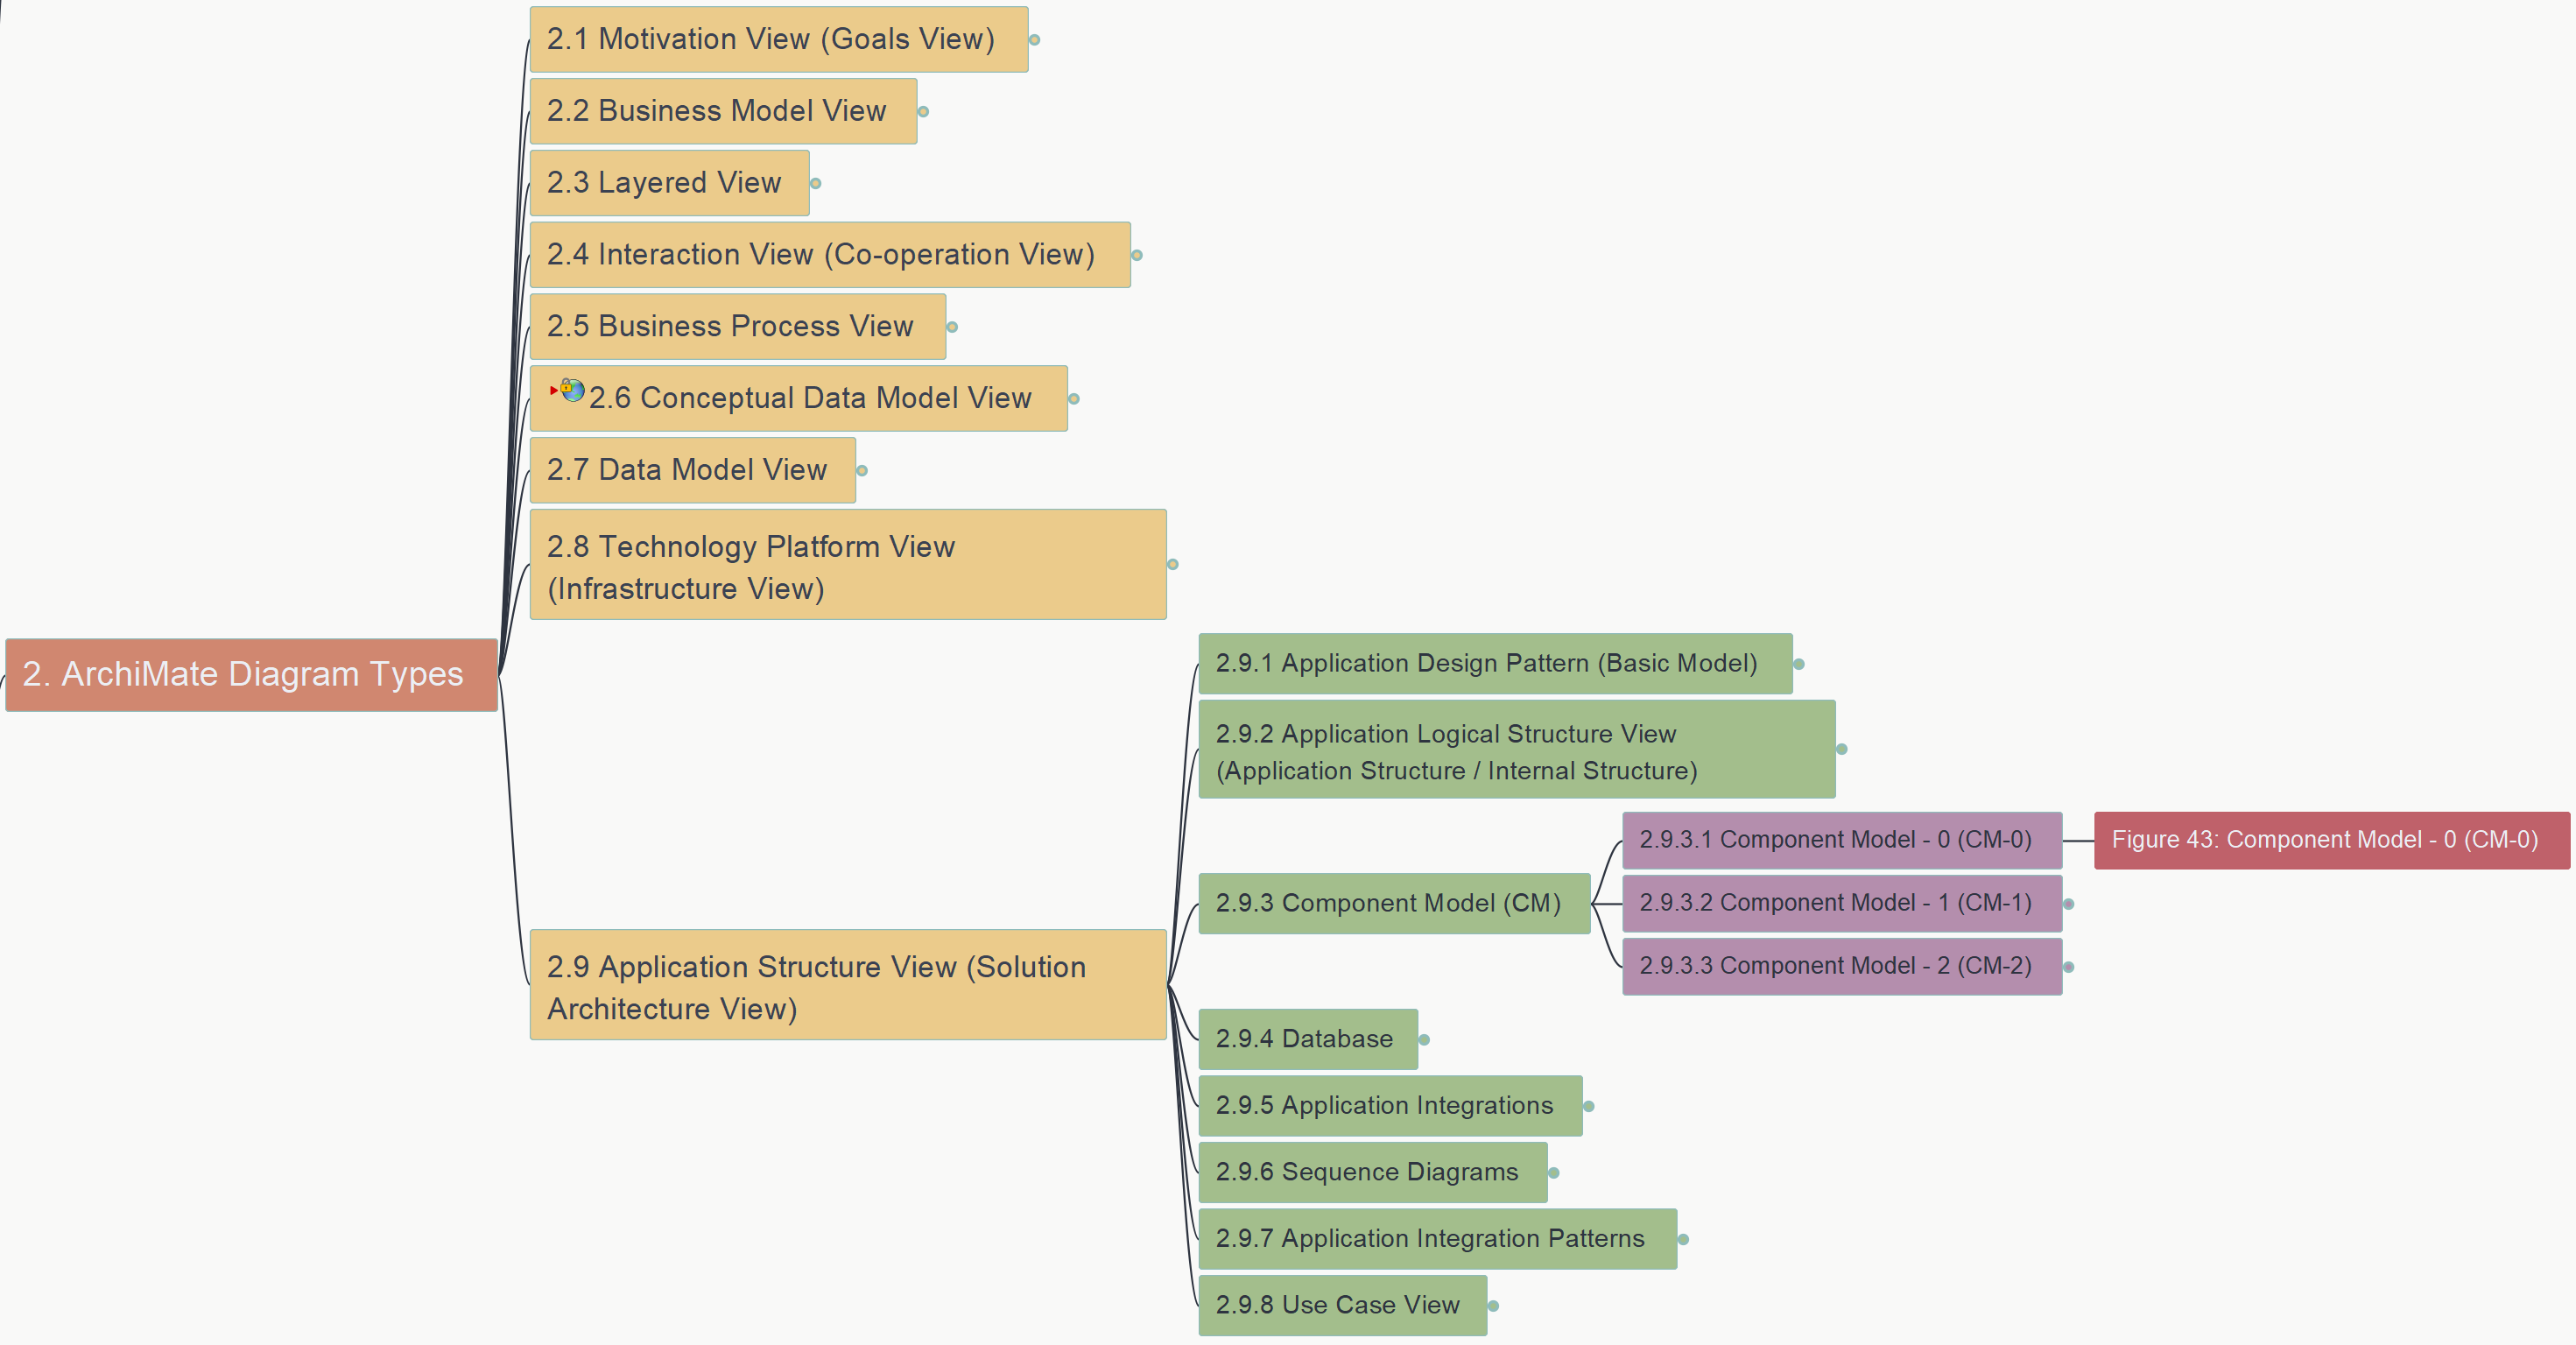 2. ArchiMate Diagram Types
2.1 Motivation View (Goals View)
2.2 Business Model View
2.3 Layered View
2.4 Interaction View (Co-operation View)
2.5 Business Process View
2.6 Conceptual Data Model View
2.7 Data Model View
2.8 Technology Platform View
(Infrastructure View)
2.9 Application Structure View (Solution
Architecture View)
2.9.1 Application Design Pattern (Basic Model)
2.9.2 Application Logical Structure View
(Application Structure / Internal Structure)
2.9.3 Component Model (CM)
2.9.3.1 Component Model - 0 (CM-0)
Figure 43: Component Model - 0 (CM-0)
2.9.3.2 Component Model - 1 (CM-1)
2.9.3.3 Component Model - 2 (CM-2)
2.9.4 Database
2.9.5 Application Integrations
2.9.6 Sequence Diagrams
2.9.7 Application Integration Patterns
2.9.8 Use Case View